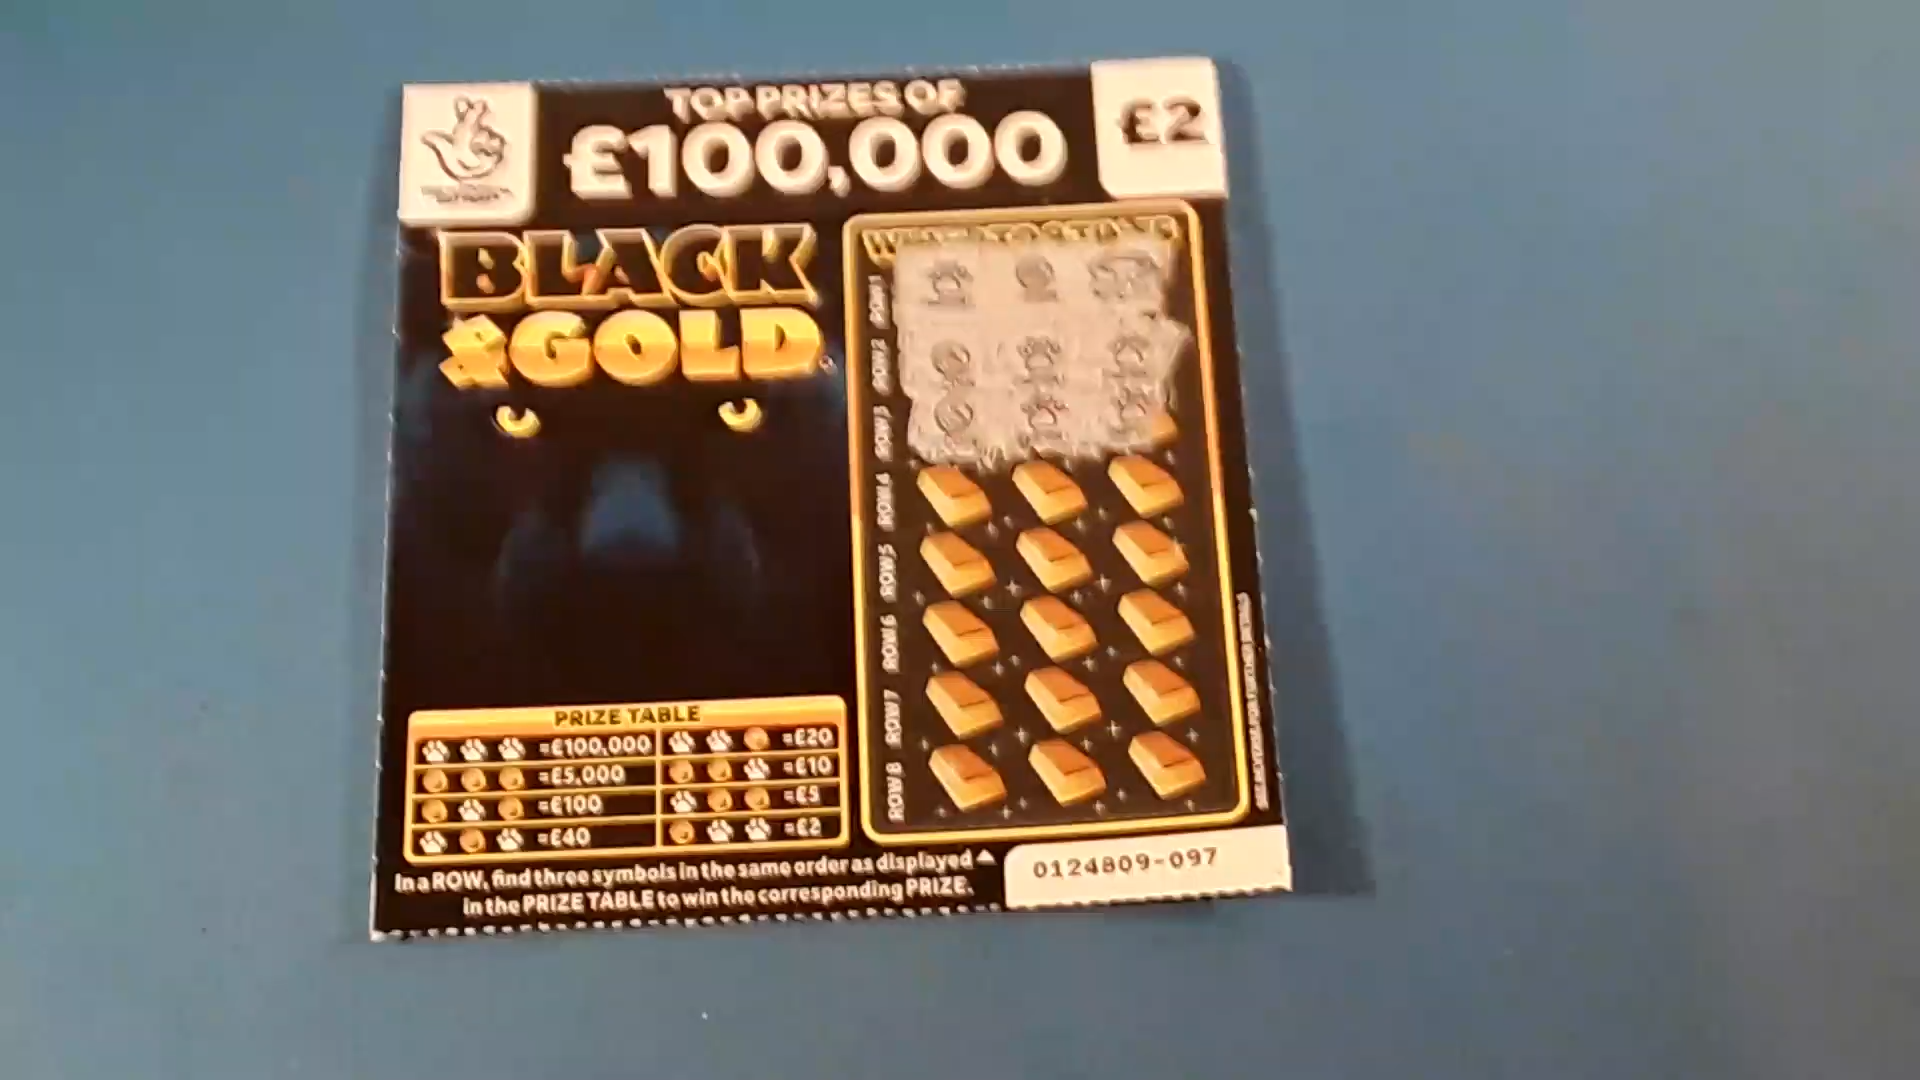 TOP PRIZES OF
£100,000
£2
BLACK
& GOLD
ROW 1
ROW 2
ROW 3
ROW 4
ROW 5
ROW 6
ROW 7
ROW 8
PRIZE TABLE
=£100,000 =£20
=£5,000 =£10
=£100 =£5
=£40 =£2
In a ROW, find three symbols in the same order as displayed
in the PRIZE TABLE to win the corresponding PRIZE.
0124809-097